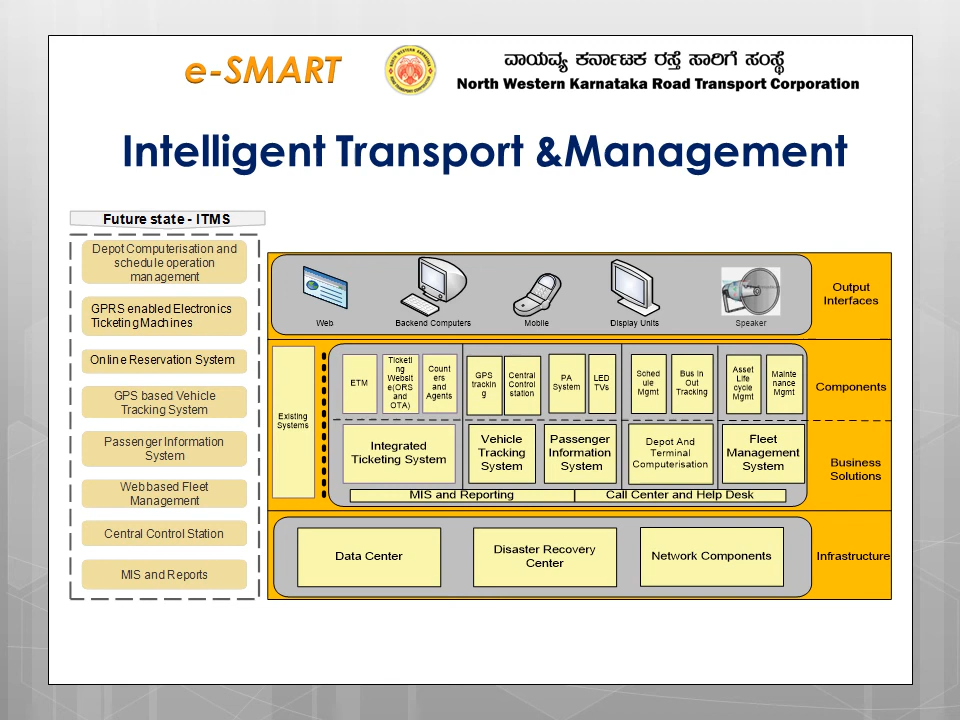 e-SMART
ವಾಯವ್ಯ ಕರ್ನಾಟಕ ರಸ್ತೆ ಸಾರಿಗೆ ಸಂಸ್ಥೆ
North Western Karnataka Road Transport Corporation
Intelligent Transport &Management
Future state - ITMS
Depot Computerisation and
schedule operation
management
GPRS enabled Electronics
Ticketing Machines
Online Reservation System
GPS based Vehicle
Tracking System
Passenger Information
System
Web based Fleet
Management
Central Control Station
MIS and Reports
Web
Backend Computers
Mobile
Display Units
Speaker
Output
Interfaces
Existing
Systems
ETM
Ticketi
ng
Websit
e(ORS
and
OTA)
Count
ers
and
Agents
GPS
trackin
g
Central
Control
station
PA
System
LED
TVs
Sched
ule
Mgmt
Bus In
Out
Tracking
Asset
Life
cycle
Mgmt
Mainte
nance
Mgmt
Components
Integrated
Ticketing System
Vehicle
Tracking
System
Passenger
Information
System
Depot And
Terminal
Computerisation
Fleet
Management
System
Business
Solutions
MIS and Reporting
Call Center and Help Desk
Data Center
Disaster Recovery
Center
Network Components
Infrastructure